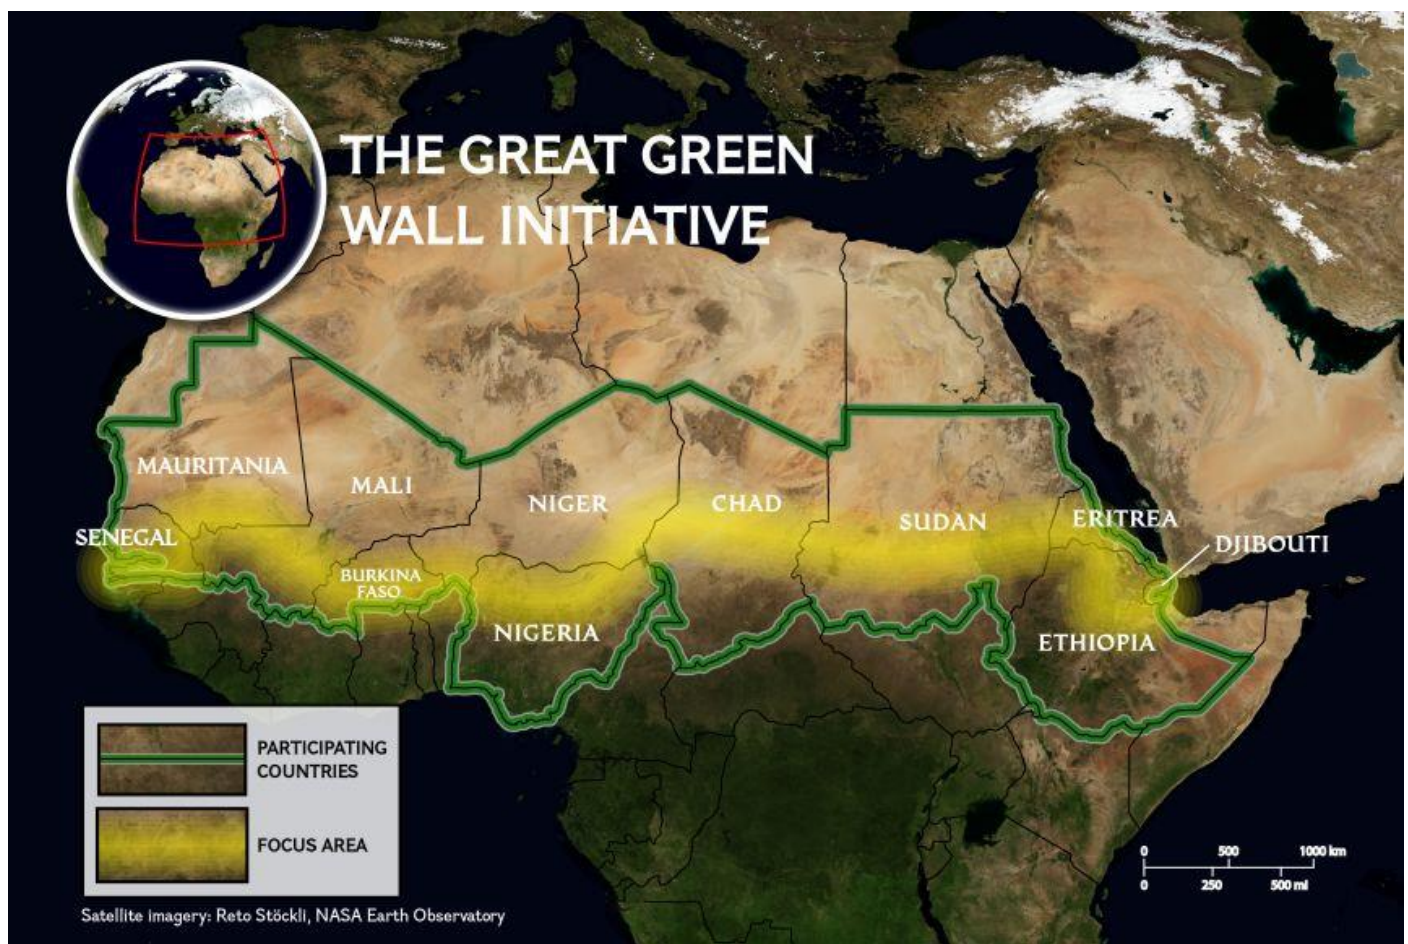 THE GREAT GREEN
WALL INITIATIVE
MAURITANIA
MALI
NIGER
CHAD
SUDAN
ERITREA
SENEGAL
DJIBOUTI
BURKINA
FASO
NIGERIA
ETHIOPIA
PARTICIPATING
COUNTRIES
FOCUS AREA
0 500 1000 km
0 250 500 mi
Satellite imagery: Reto Stöckli, NASA Earth Observatory